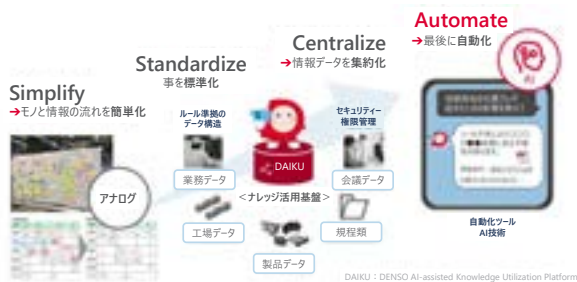 Simplify
➔モノと情報の流れを簡単化
アナログ
Standardize
事を標準化
Centralize
➔情報データを集約化
ルール準拠の
データ構造
セキュリティー
権限管理
DAIKU
<ナレッジ活用基盤>
業務データ
会議データ
工場データ
規程類
製品データ
Automate
➔最後に自動化
AI
自動化ツール
AI技術
DAIKU：DENSO AI-assisted Knowledge Utilization Platform